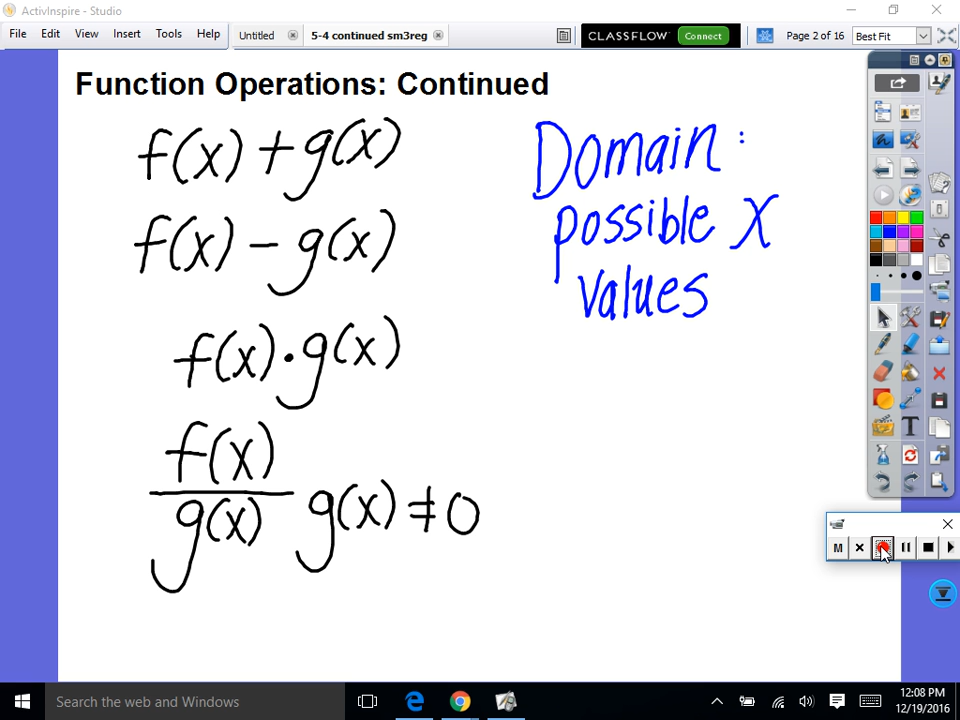 ActivInspire - Studio
File Edit View Insert Tools Help Untitled 5-4 continued sm3reg CLASSFLOW Connect Page 2 of 16 Best Fit
Function Operations: Continued
f(x) + g(x)
f(x) - g(x)
f(x) · g(x)
f(x)
g(x) g(x) ≠ 0
Domain:
possible X
values
M
T
Search the web and Windows
12:08 PM
12/19/2016